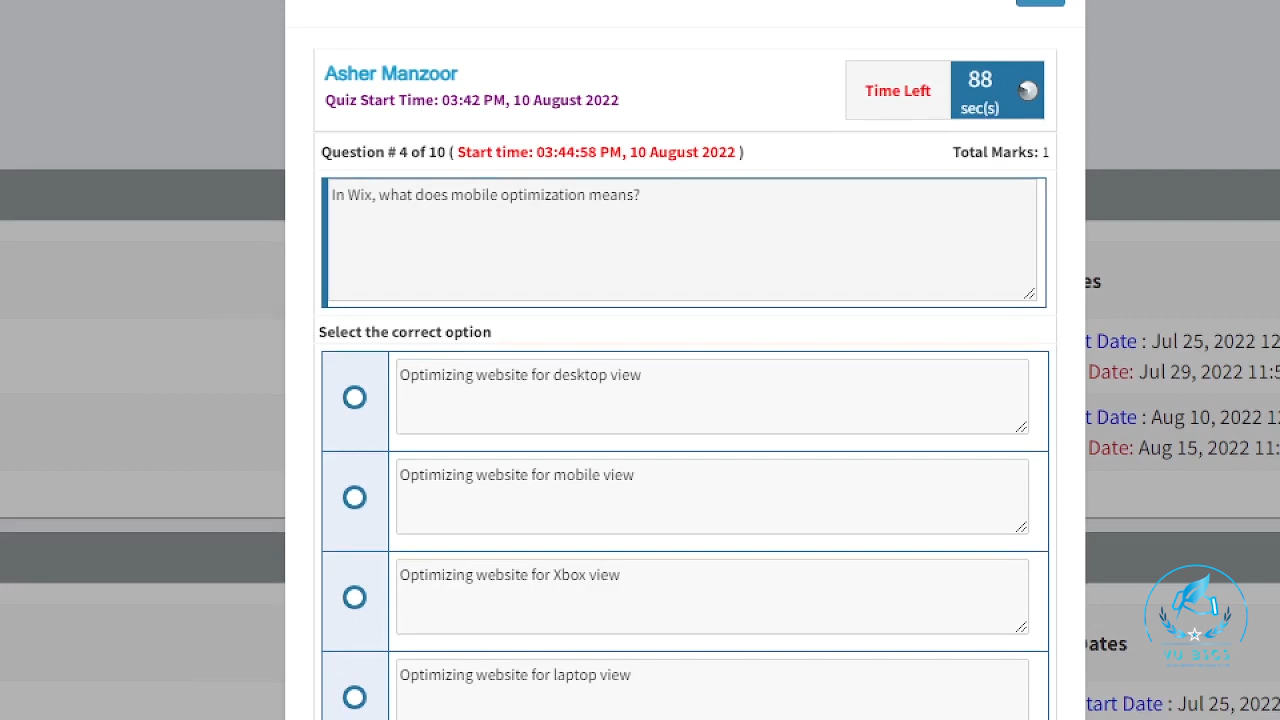 Asher Manzoor
Quiz Start Time: 03:42 PM, 10 August 2022
Time Left
88
sec(s)
Question # 4 of 10 ( Start time: 03:44:58 PM, 10 August 2022 )
Total Marks: 1
In Wix, what does mobile optimization means?
Select the correct option
Optimizing website for desktop view
Optimizing website for mobile view
Optimizing website for Xbox view
Optimizing website for laptop view
es
t Date : Jul 25, 2022 12
Date: Jul 29, 2022 11:5
t Date : Aug 10, 2022 12
Date: Aug 15, 2022 11:
ates
tart Date : Jul 25, 2022
VU BSCS